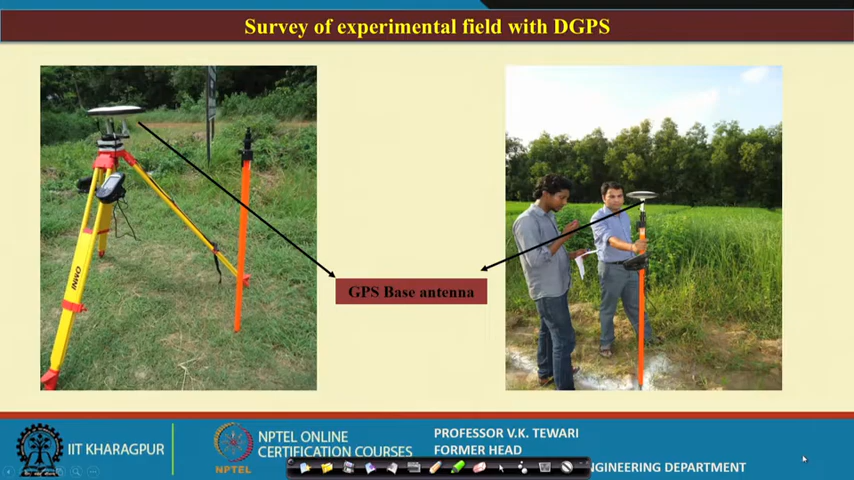 Survey of experimental field with DGPS
OMNI
GPS Base antenna
IIT KHARAGPUR
NPTEL
NPTEL ONLINE
CERTIFICATION COURSES
PROFESSOR V.K. TEWARI
FORMER HEAD
ENGINEERING DEPARTMENT